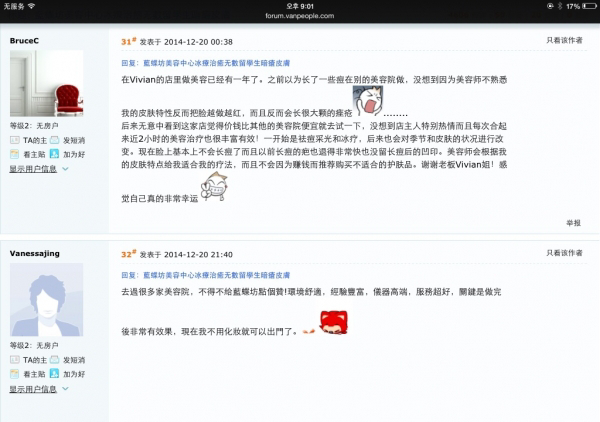 无服务
오후 9:01
17%
forum.vanpeople.com
BruceC
31# 发表于 2014-12-20 00:38
只看该作者
回复: 藍蝶坊美容中心冰療治癒无數留學生暗瘡皮膚
在Vivian的店里做美容已经有一年了。之前以为长了一些痘在别的美容院做，没想到因为美容师不熟悉
我的皮肤特性反而把脸越做越红，而且反而会长很大颗的痤疮........
后来无意中看到这家店觉得价钱比其他的美容院便宜就去试一下，没想到店主人特别热情而且每次合起
来近2小时的美容治疗也很丰富有效！一开始是祛痘采光和冰疗，后来也会对季节和皮肤的状况进行改
变。现在脸上基本上不会长痘了而且以前长痘的疤也退得非常快也没留长痘后的凹印。美容师会根据我
的皮肤特点给我适合我的疗法，而且不会因为赚钱而推荐购买不适合的护肤品。谢谢老板Vivian姐！感
觉自己真的非常幸运
等级2: 无房户
TA的主 发短消
看主贴 加为好
显示用户信息
举报
Vanessajing
32# 发表于 2014-12-20 21:40
只看该作者
回复: 藍蝶坊美容中心冰療治癒无數留學生暗瘡皮膚
去過很多家美容院，不得不給藍蝶坊點個贊!環境舒適，經驗豐富，儀器高端，服務超好，關鍵是做完
後非常有效果，現在我不用化妝就可以出門了。
等级2: 无房户
TA的主 发短消
看主贴 加为好
显示用户信息